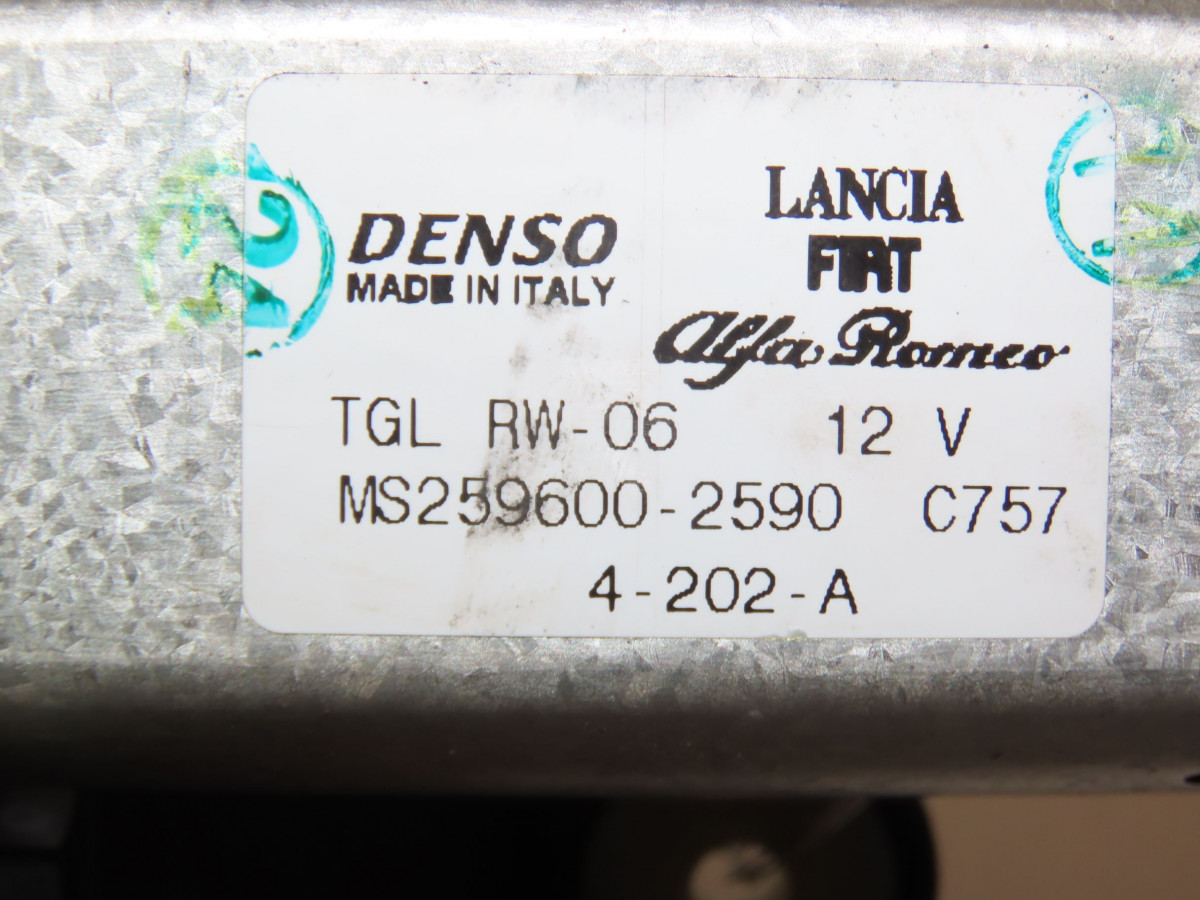 DENSO
MADE IN ITALY
LANCIA
FIAT
Alfa Romeo
TGL RW-06 12 V
MS259600-2590 C757
4-202-A